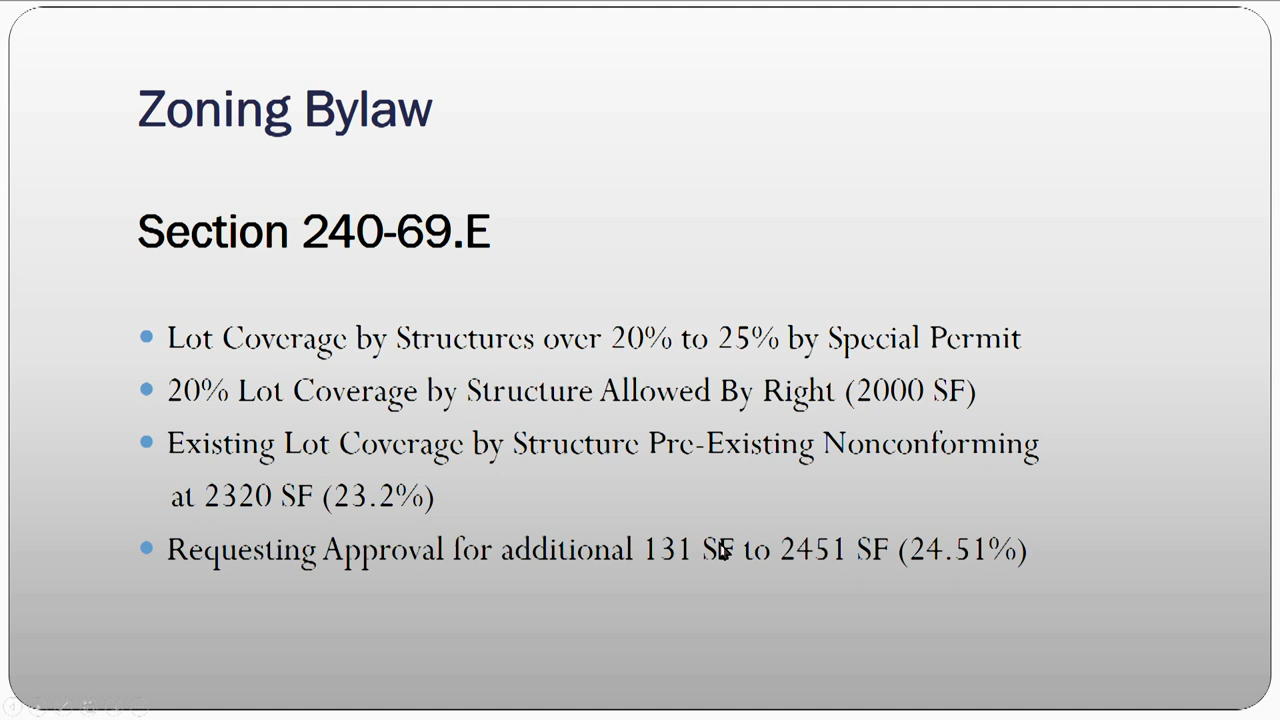 Zoning Bylaw
Section 240-69.E
Lot Coverage by Structures over 20% to 25% by Special Permit
20% Lot Coverage by Structure Allowed By Right (2000 SF)
Existing Lot Coverage by Structure Pre-Existing Nonconforming
at 2320 SF (23.2%)
Requesting Approval for additional 131 SF to 2451 SF (24.51%)